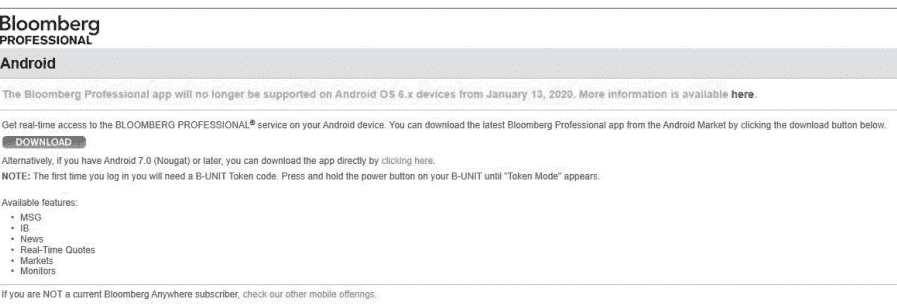 Bloomberg
PROFESSIONAL
Android
The Bloomberg Professional app will no longer be supported on Android OS 6.x devices from January 13, 2020. More information is available here.
Get real-time access to the BLOOMBERG PROFESSIONAL® service on your Android device. You can download the latest Bloomberg Professional app from the Android Market by clicking the download button below.
DOWNLOAD
Alternatively, if you have Android 7.0 (Nougat) or later, you can download the app directly by clicking here.
NOTE: The first time you log in you will need a B-UNIT Token code. Press and hold the power button on your B-UNIT until "Token Mode" appears.
Available features:
• MSG
• IB
• News
• Real-Time Quotes
• Markets
• Monitors
If you are NOT a current Bloomberg Anywhere subscriber, check our other mobile offerings.